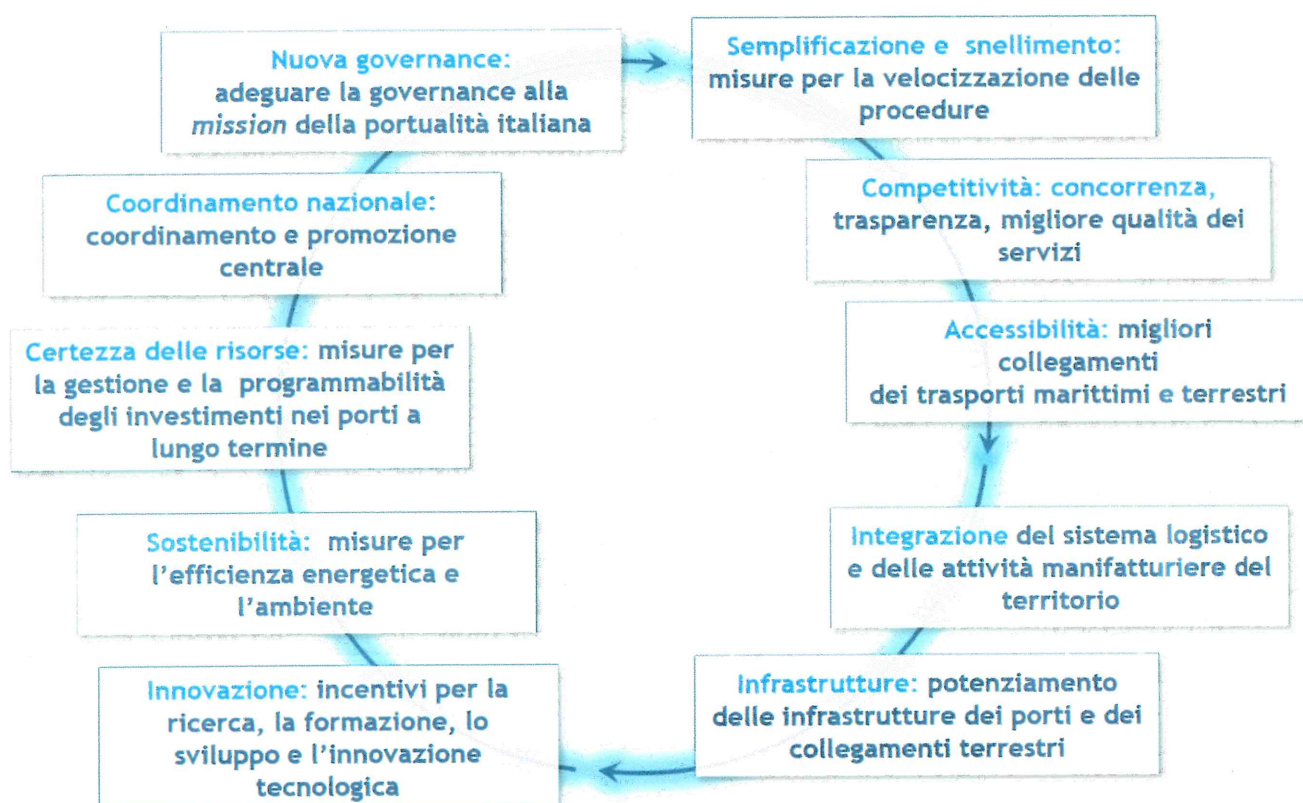 Nuova governance:
adeguare la governance alla
mission della portualità italiana
Semplificazione e snellimento:
misure per la velocizzazione delle
procedure
Competitività: concorrenza,
trasparenza, migliore qualità dei
servizi
Accessibilità: migliori
collegamenti
dei trasporti marittimi e terrestri
Integrazione del sistema logistico
e delle attività manifatturiere del
territorio
Infrastrutture: potenziamento
delle infrastrutture dei porti e dei
collegamenti terrestri
Innovazione: incentivi per la
ricerca, la formazione, lo
sviluppo e l'innovazione
tecnologica
Sostenibilità: misure per
l'efficienza energetica e
l'ambiente
Certezza delle risorse: misure per
la gestione e la programmabilità
degli investimenti nei porti a
lungo termine
Coordinamento nazionale:
coordinamento e promozione
centrale